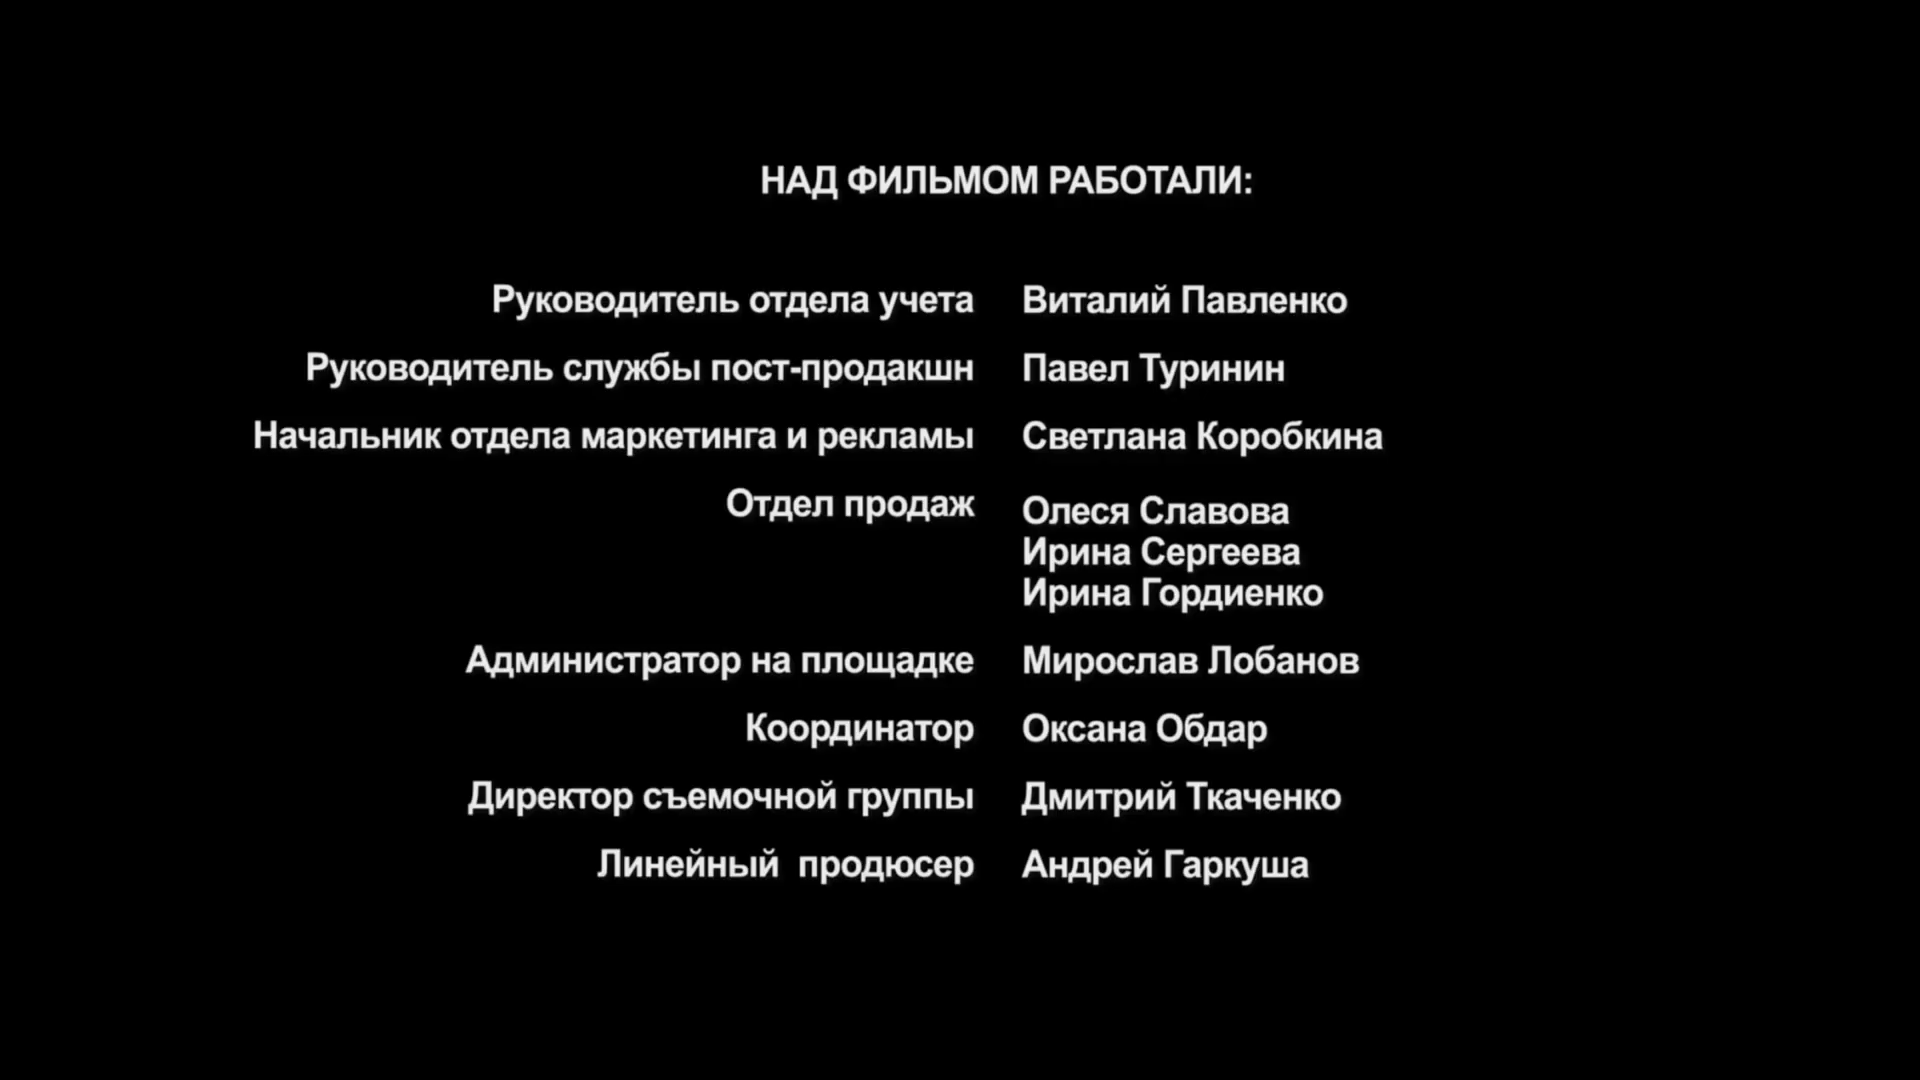 НАД ФИЛЬМОМ РАБОТАЛИ:
Руководитель отдела учета Виталий Павленко
Руководитель службы пост-продакшн Павел Туринин
Начальник отдела маркетинга и рекламы Светлана Коробкина
Отдел продаж Олеся Славова
Ирина Сергеева
Ирина Гордиенко
Администратор на площадке Мирослав Лобанов
Координатор Оксана Обдар
Директор съемочной группы Дмитрий Ткаченко
Линейный продюсер Андрей Гаркуша